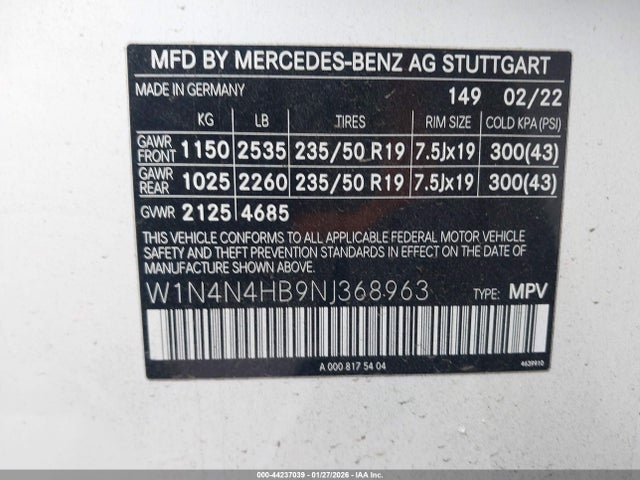 MFD BY MERCEDES-BENZ AG STUTTGART
MADE IN GERMANY 149 02/22
KG LB TIRES RIM SIZE COLD KPA(PSI)
GAWR FRONT 1150 2535 235/50 R19 7.5Jx19 300(43)
GAWR REAR 1025 2260 235/50 R19 7.5Jx19 300(43)
GVWR 2125 4685
THIS VEHICLE CONFORMS TO ALL APPLICABLE FEDERAL MOTOR VEHICLE
SAFETY AND THEFT PREVENTION STANDARDS IN EFFECT ON THE DATE OF
MANUFACTURE SHOWN ABOVE.
W1N4N4HB9NJ368963 TYPE: MPV
A 000 817 54 04 4639910
000-44237039 - 01/27/2026 - IAAI.COM